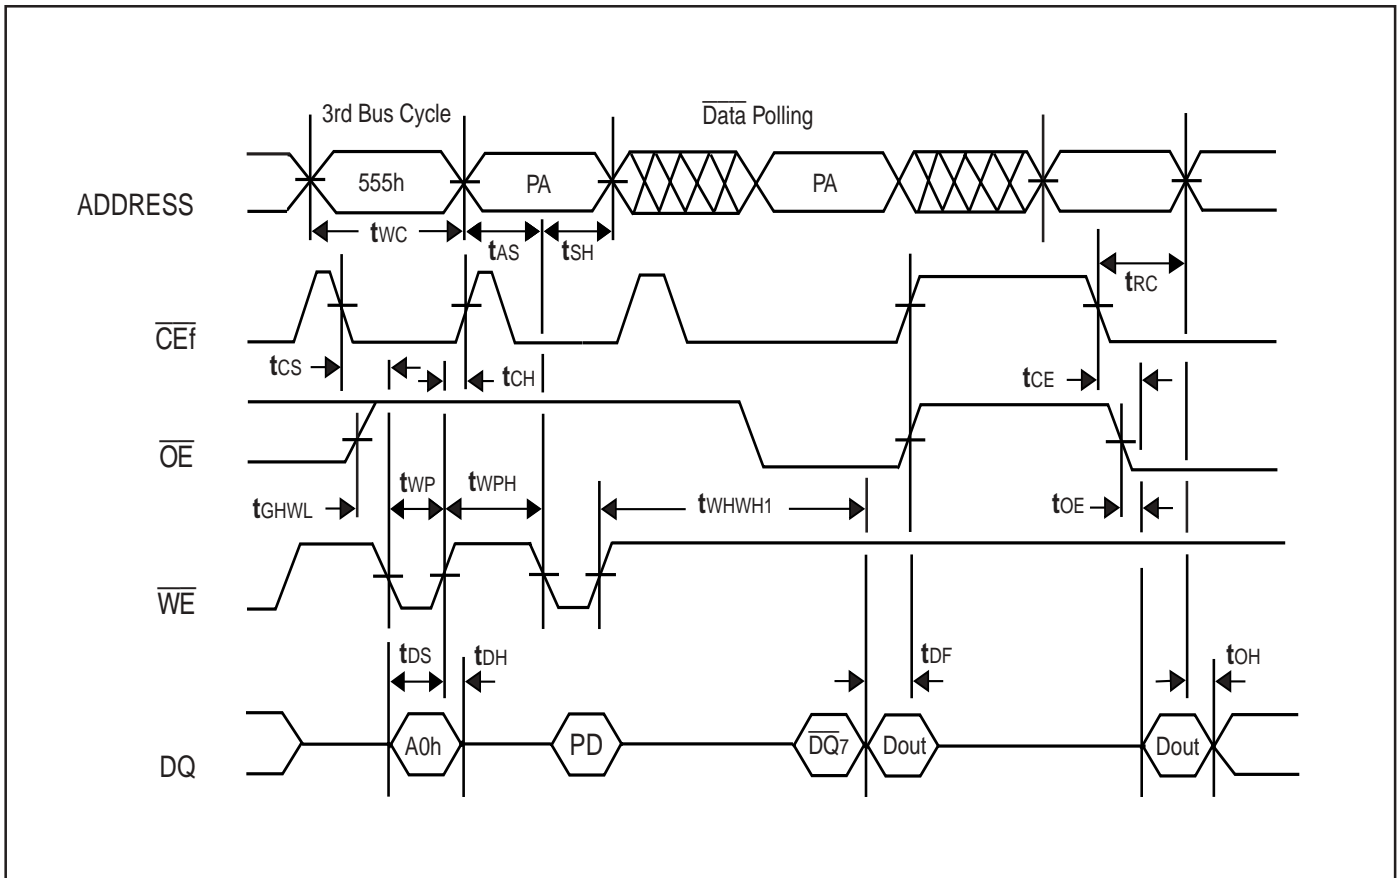 3rd Bus Cycle
Data Polling
ADDRESS
555h
PA
PA
tWC
tAS
tSH
tRC
CEf
tCS
tCH
tCE
OE
tGHWL
tWP
tWPH
tWHWH1
tOE
WE
tDS
tDH
tDF
tOH
DQ
A0h
PD
DQ7
Dout
Dout